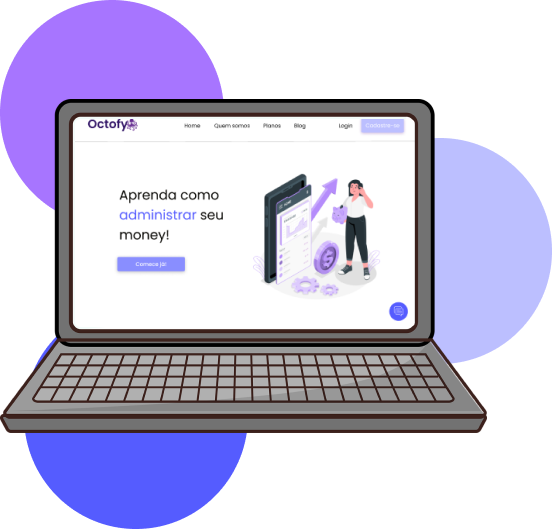 Octofy
Home Quem somos Planos Blog Login Cadastre-se
Aprenda como
administrar seu
money!
Comece já!